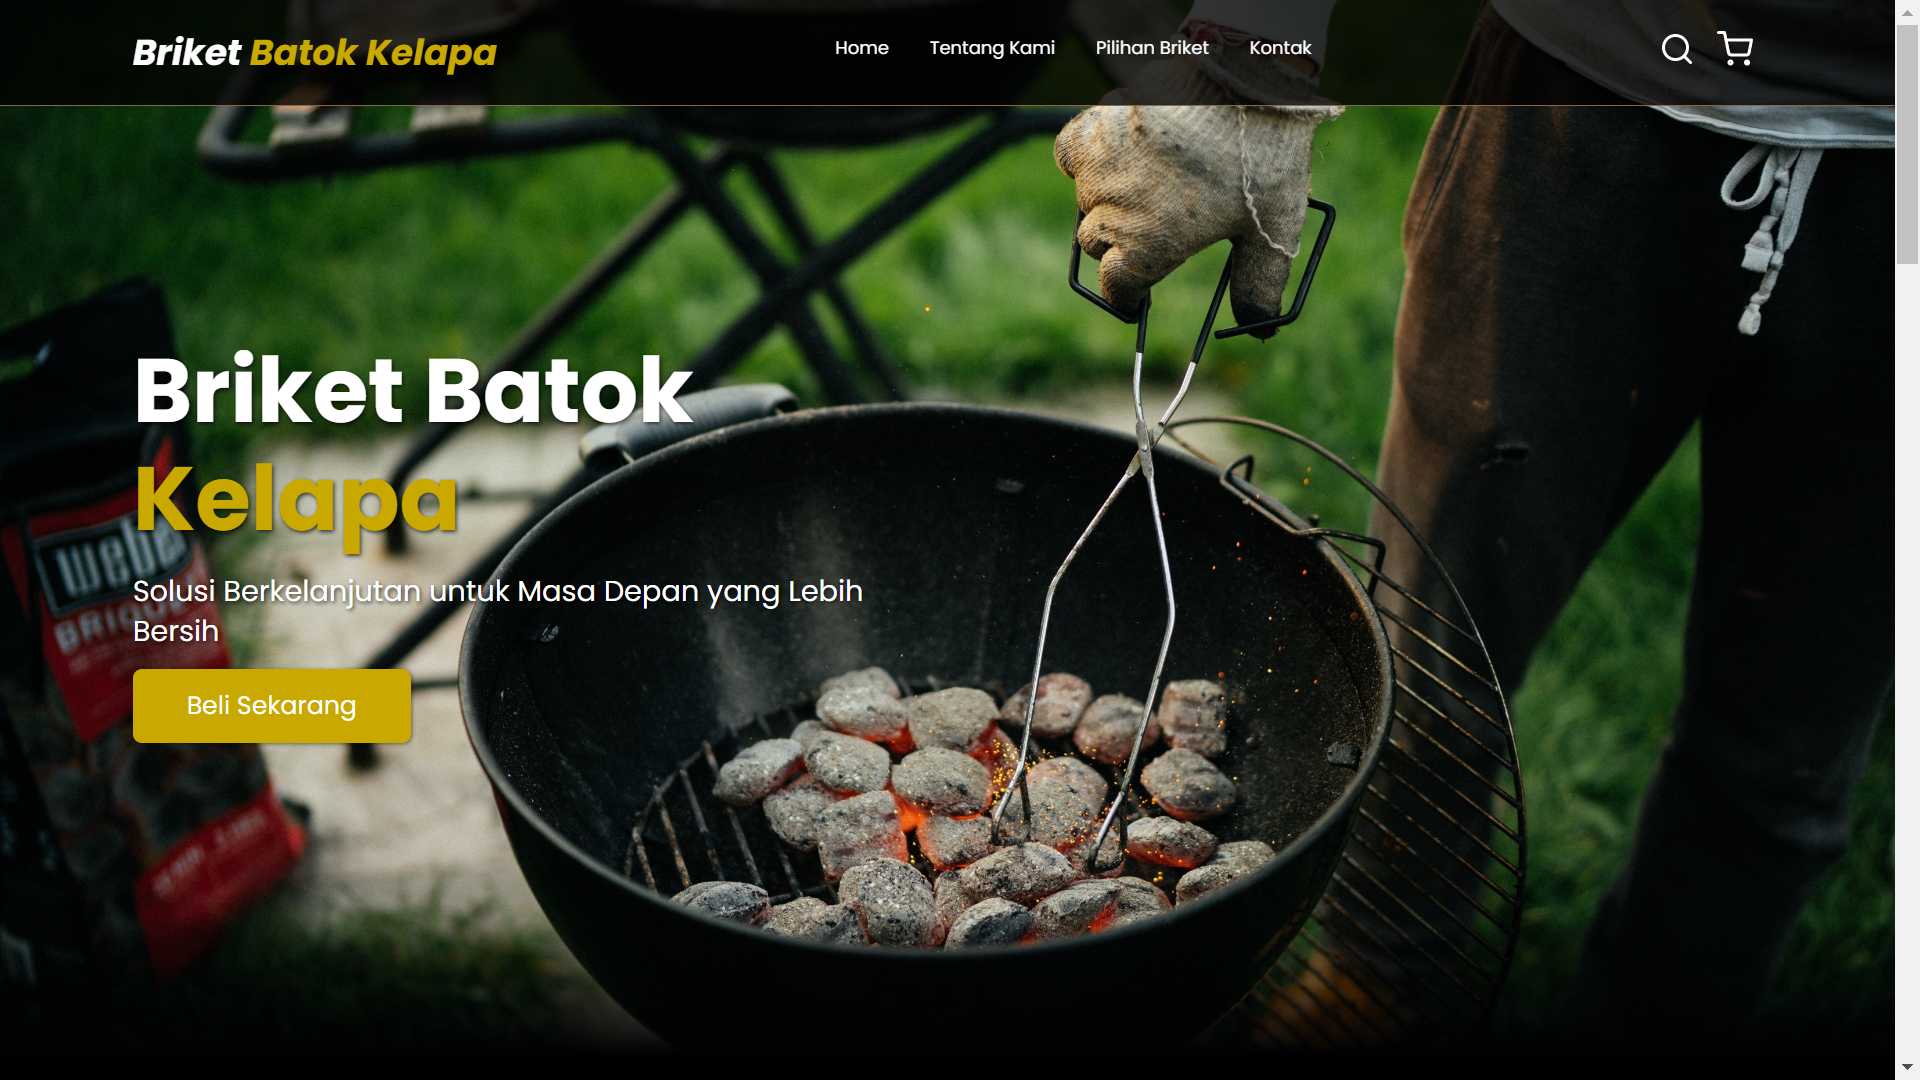 Briket Batok Kelapa
Home Tentang Kami Pilihan Briket Kontak
Briket Batok
Kelapa
Solusi Berkelanjutan untuk Masa Depan yang Lebih
Bersih
Beli Sekarang
weber